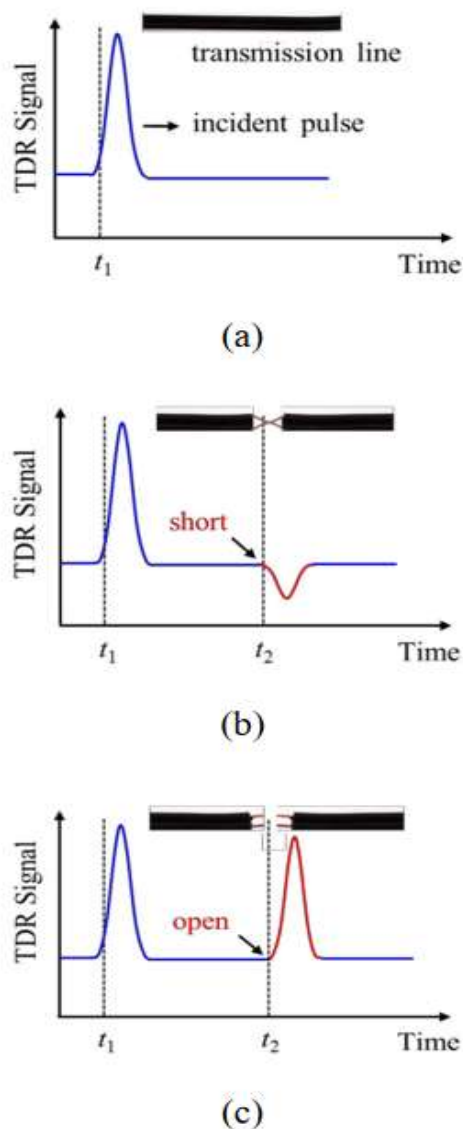 transmission line
incident pulse
TDR Signal
t1
Time
(a)
short
TDR Signal
t1
t2
Time
(b)
open
TDR Signal
t1
t2
Time
(c)